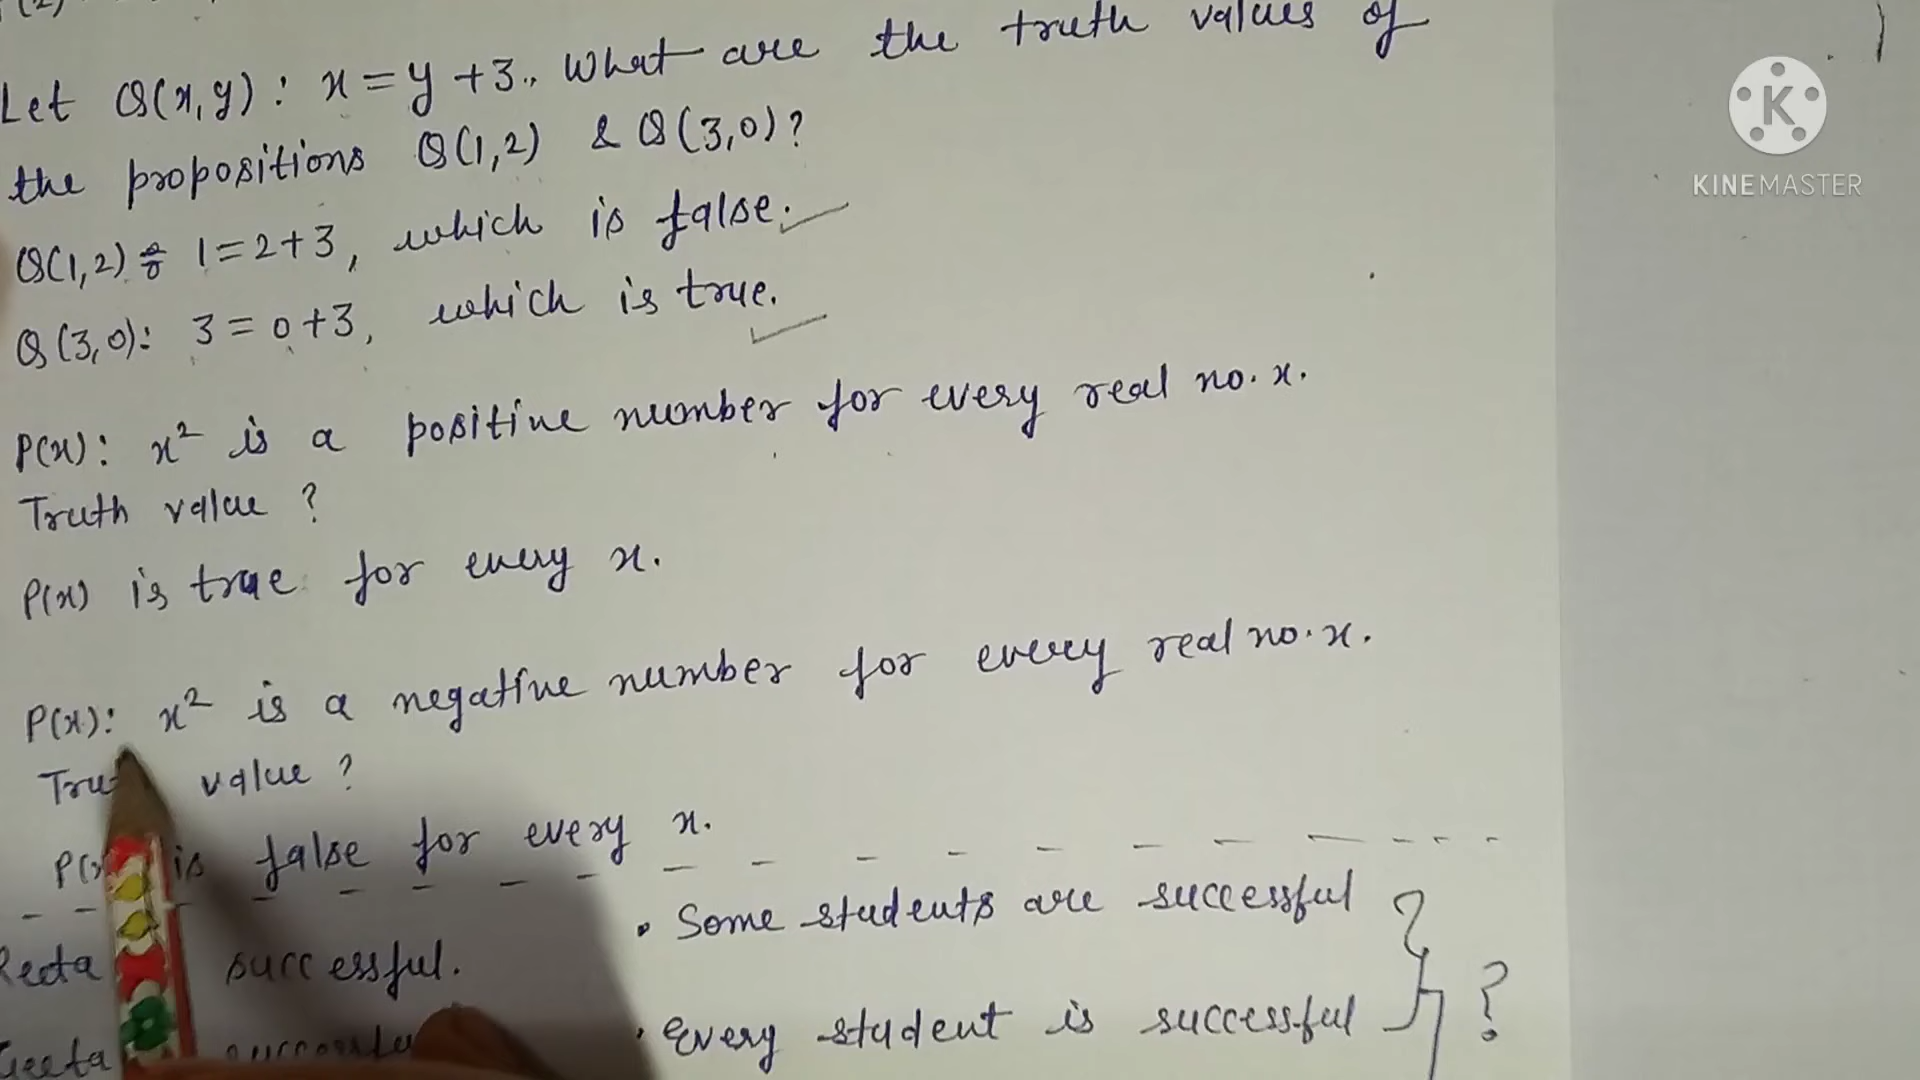 Let Q(x,y): x = y + 3. What are the truth values of
the propositions Q(1,2) & Q(3,0)?
Q(1,2) : 1 = 2+3, which is false.
Q(3,0): 3 = 0+3, which is true.
P(x): x² is a positive number for every real no. x.
Truth value ?
P(x) is true for every x.
P(x): x² is a negative number for every real no. x.
Tru value ?
P(x is false for every x.
• Some students are successful
successful.
• Every student is successful ?
KINEMASTER